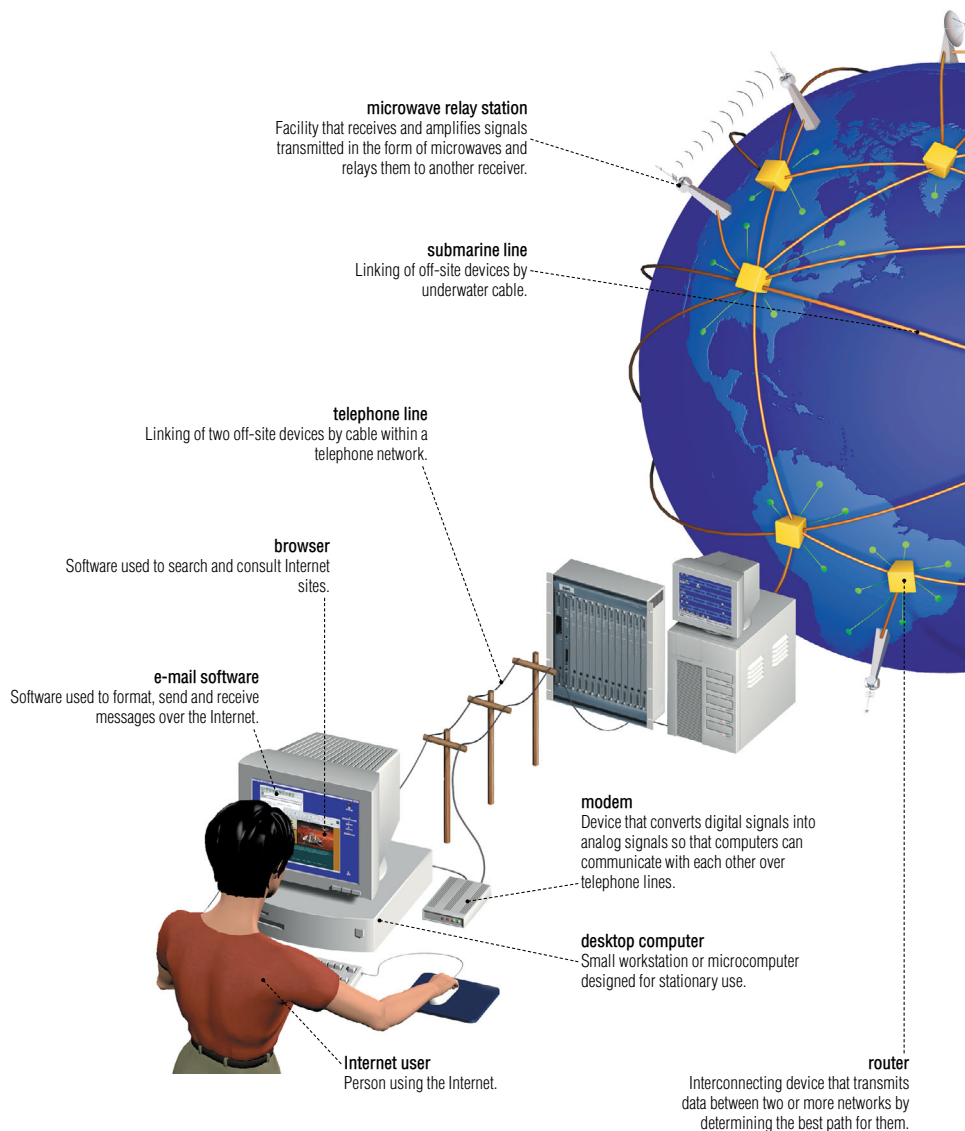 microwave relay station
Facility that receives and amplifies signals
transmitted in the form of microwaves and
relays them to another receiver.
submarine line
Linking of off-site devices by
underwater cable.
telephone line
Linking of two off-site devices by cable within a
telephone network.
browser
Software used to search and consult Internet
sites.
e-mail software
Software used to format, send and receive
messages over the Internet.
modem
Device that converts digital signals into
analog signals so that computers can
communicate with each other over
telephone lines.
desktop computer
Small workstation or microcomputer
designed for stationary use.
Internet user
Person using the Internet.
router
Interconnecting device that transmits
data between two or more networks by
determining the best path for them.